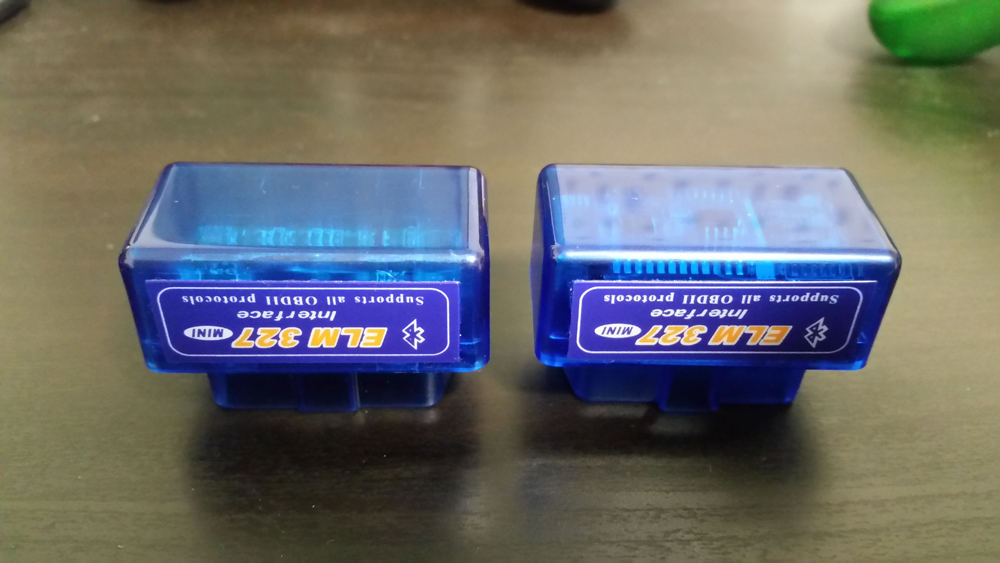 ELM 327 MINI
Interface
Supports all OBDII protocols
ELM 327 MINI
Interface
Supports all OBDII protocols